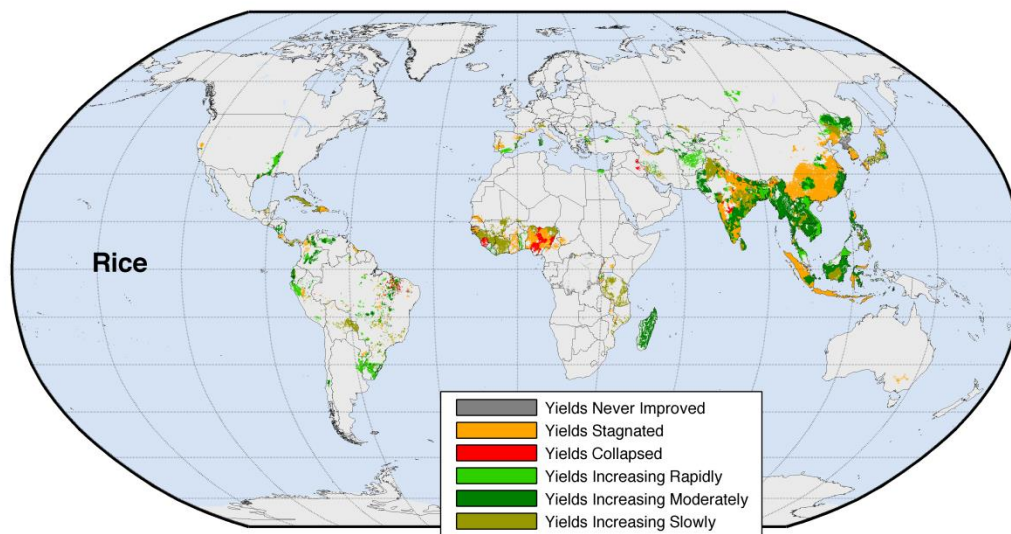 Rice
Yields Never Improved
Yields Stagnated
Yields Collapsed
Yields Increasing Rapidly
Yields Increasing Moderately
Yields Increasing Slowly